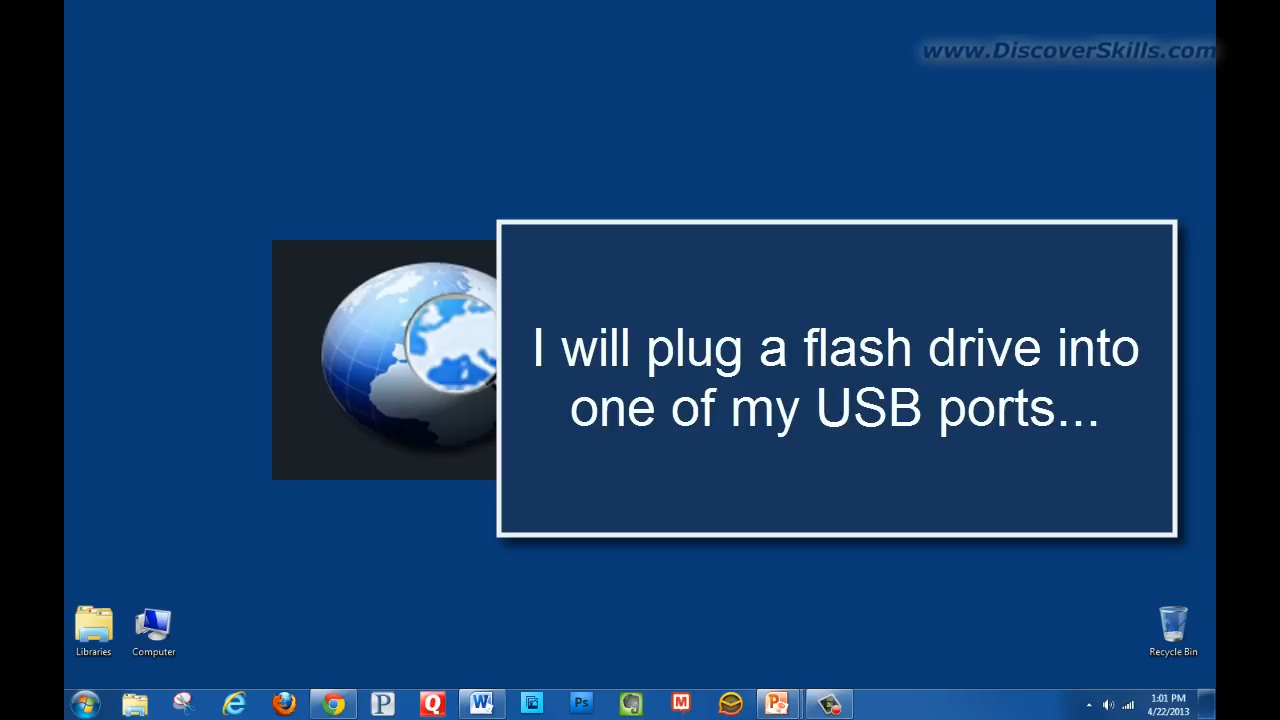 www.DiscoverSkills.com
I will plug a flash drive into
one of my USB ports...
Libraries
Computer
Recycle Bin
P
Q
W
Ps
M
P
1:01 PM
4/22/2013